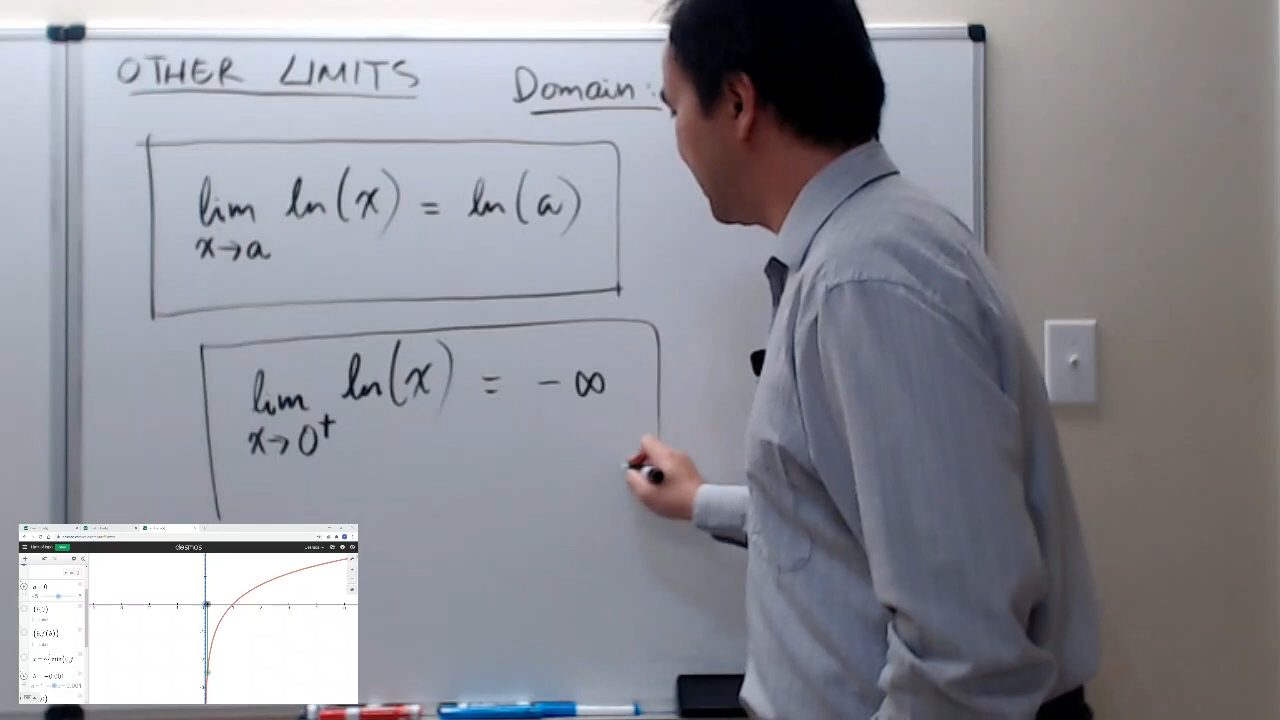 OTHER LIMITS
Domain:
lim ln(x) = ln(a)
x→a
lim ln(x) = -∞
x→0⁺
desmos